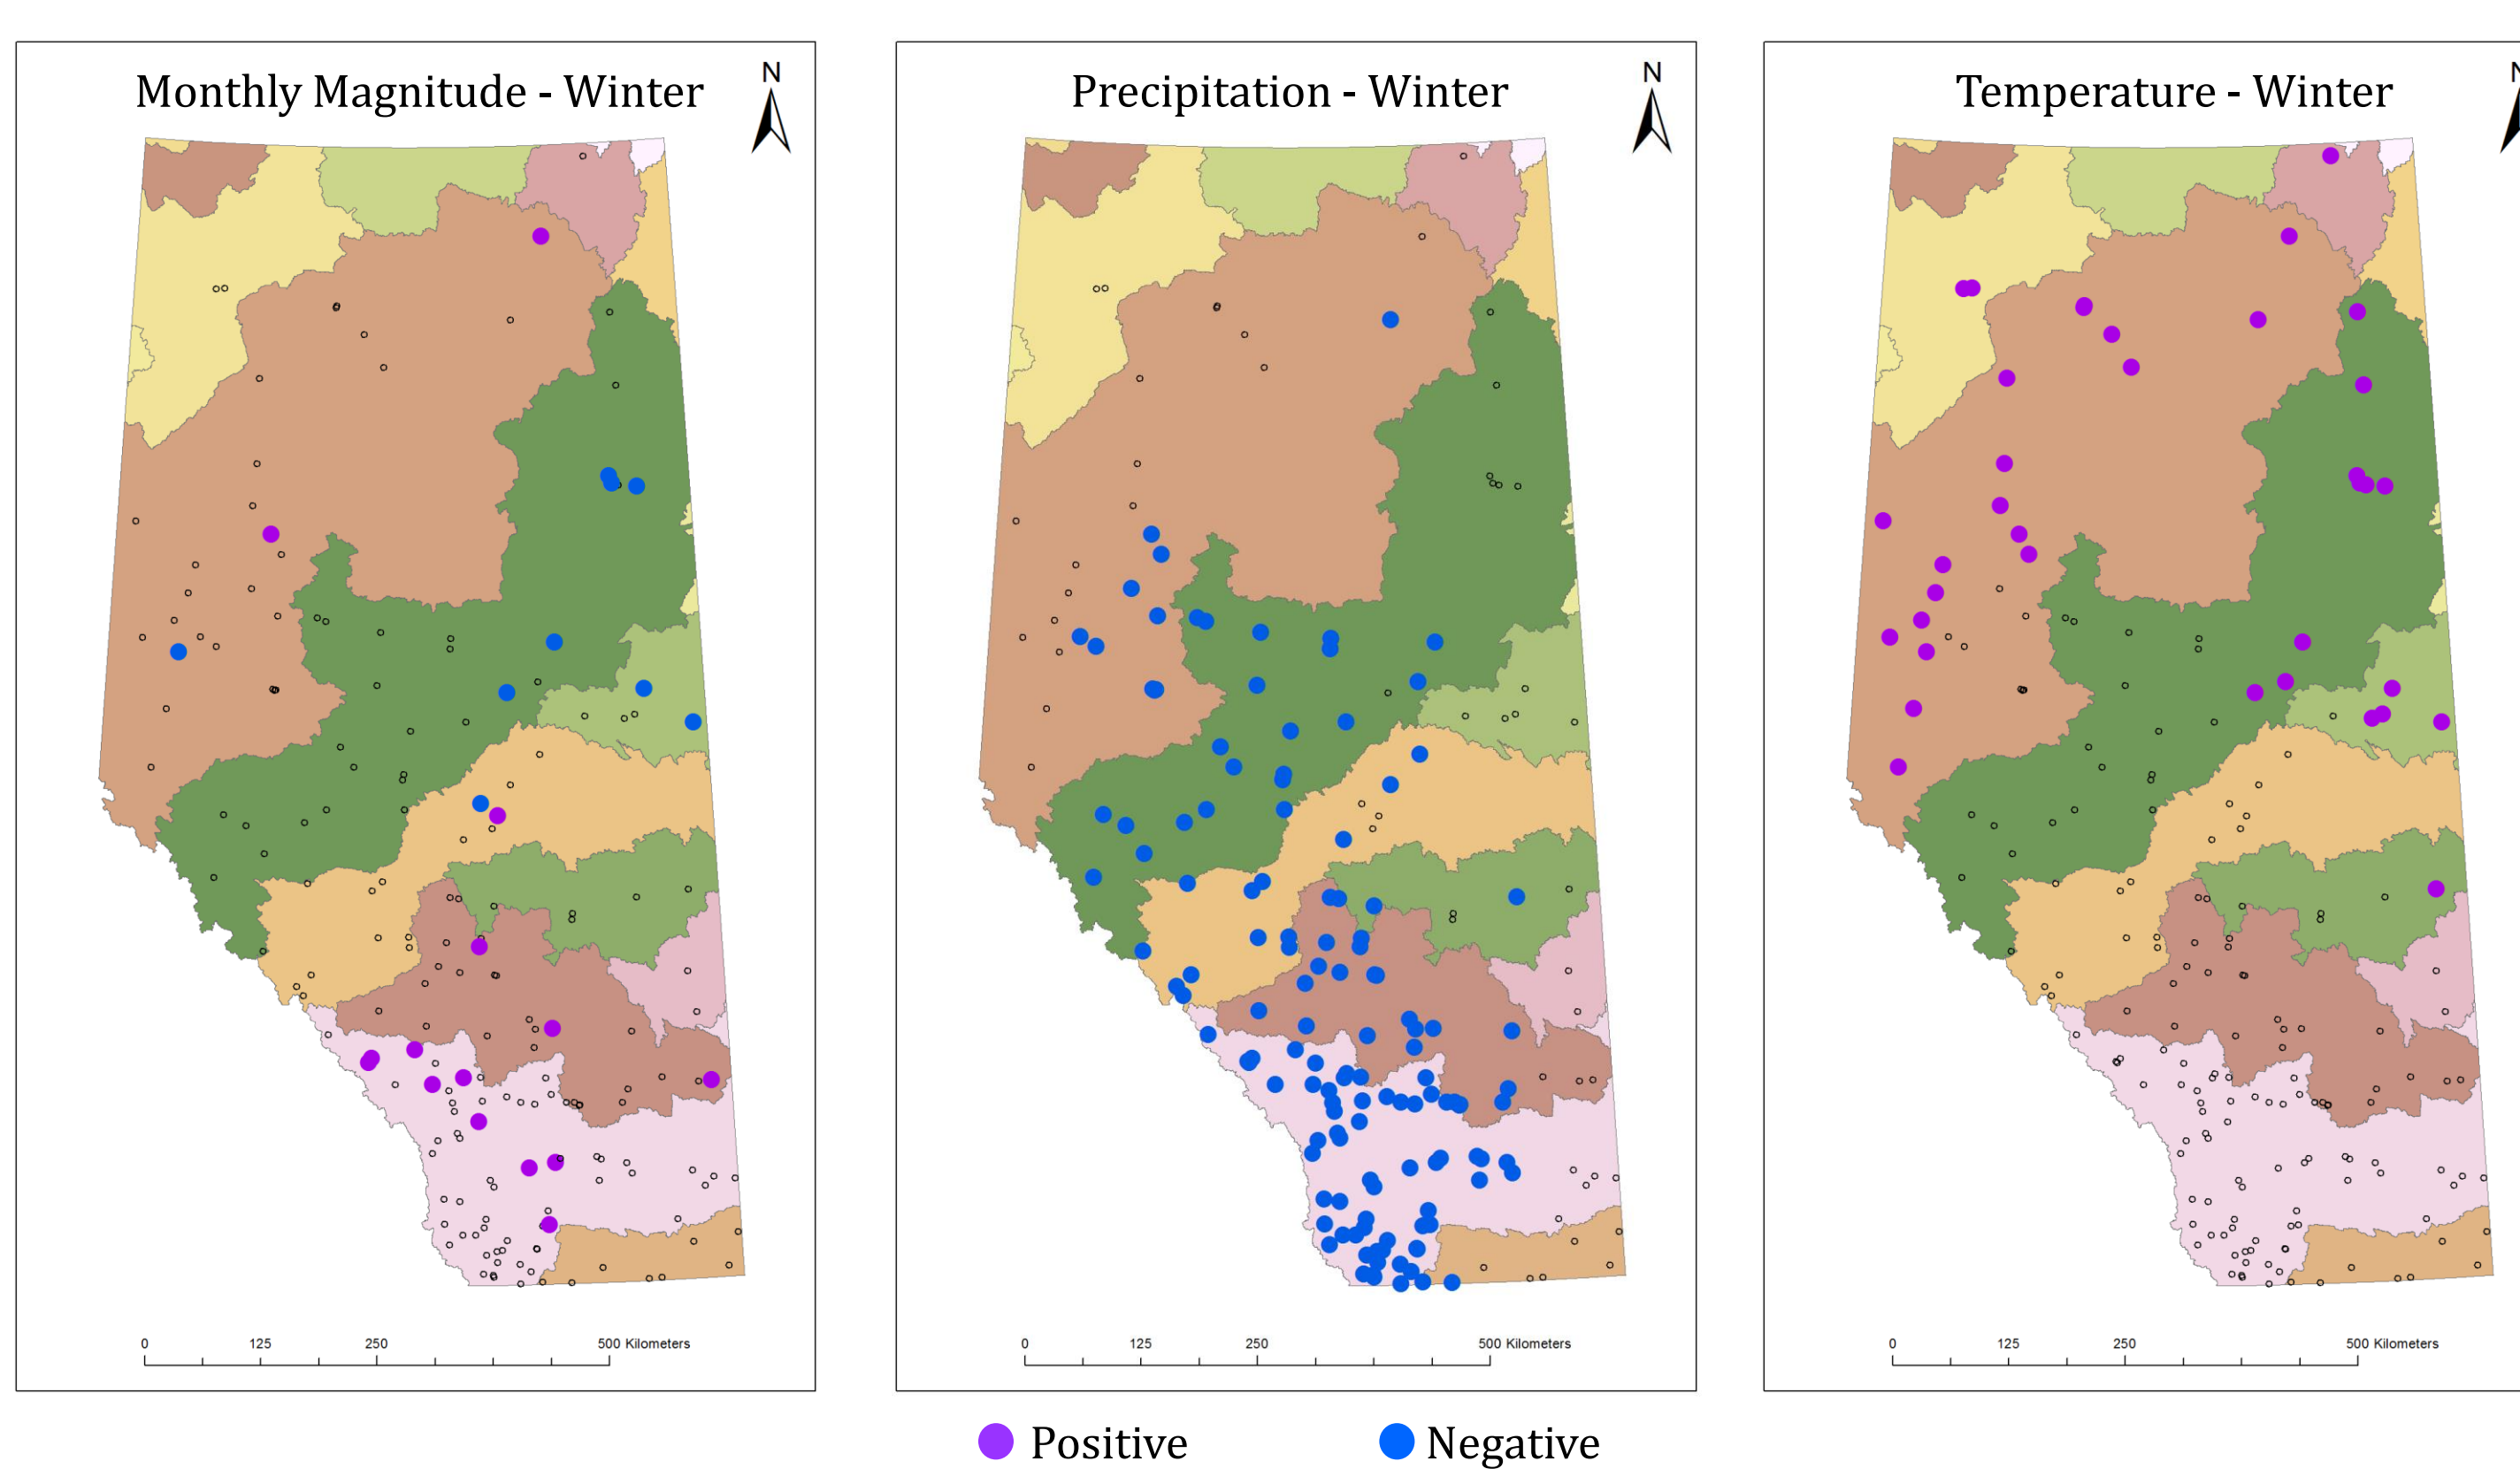 Monthly Magnitude - Winter
N
0 125 250 500 Kilometers
Precipitation - Winter
N
0 125 250 500 Kilometers
Temperature - Winter
0 125 250 500 Kilometers
Positive
Negative